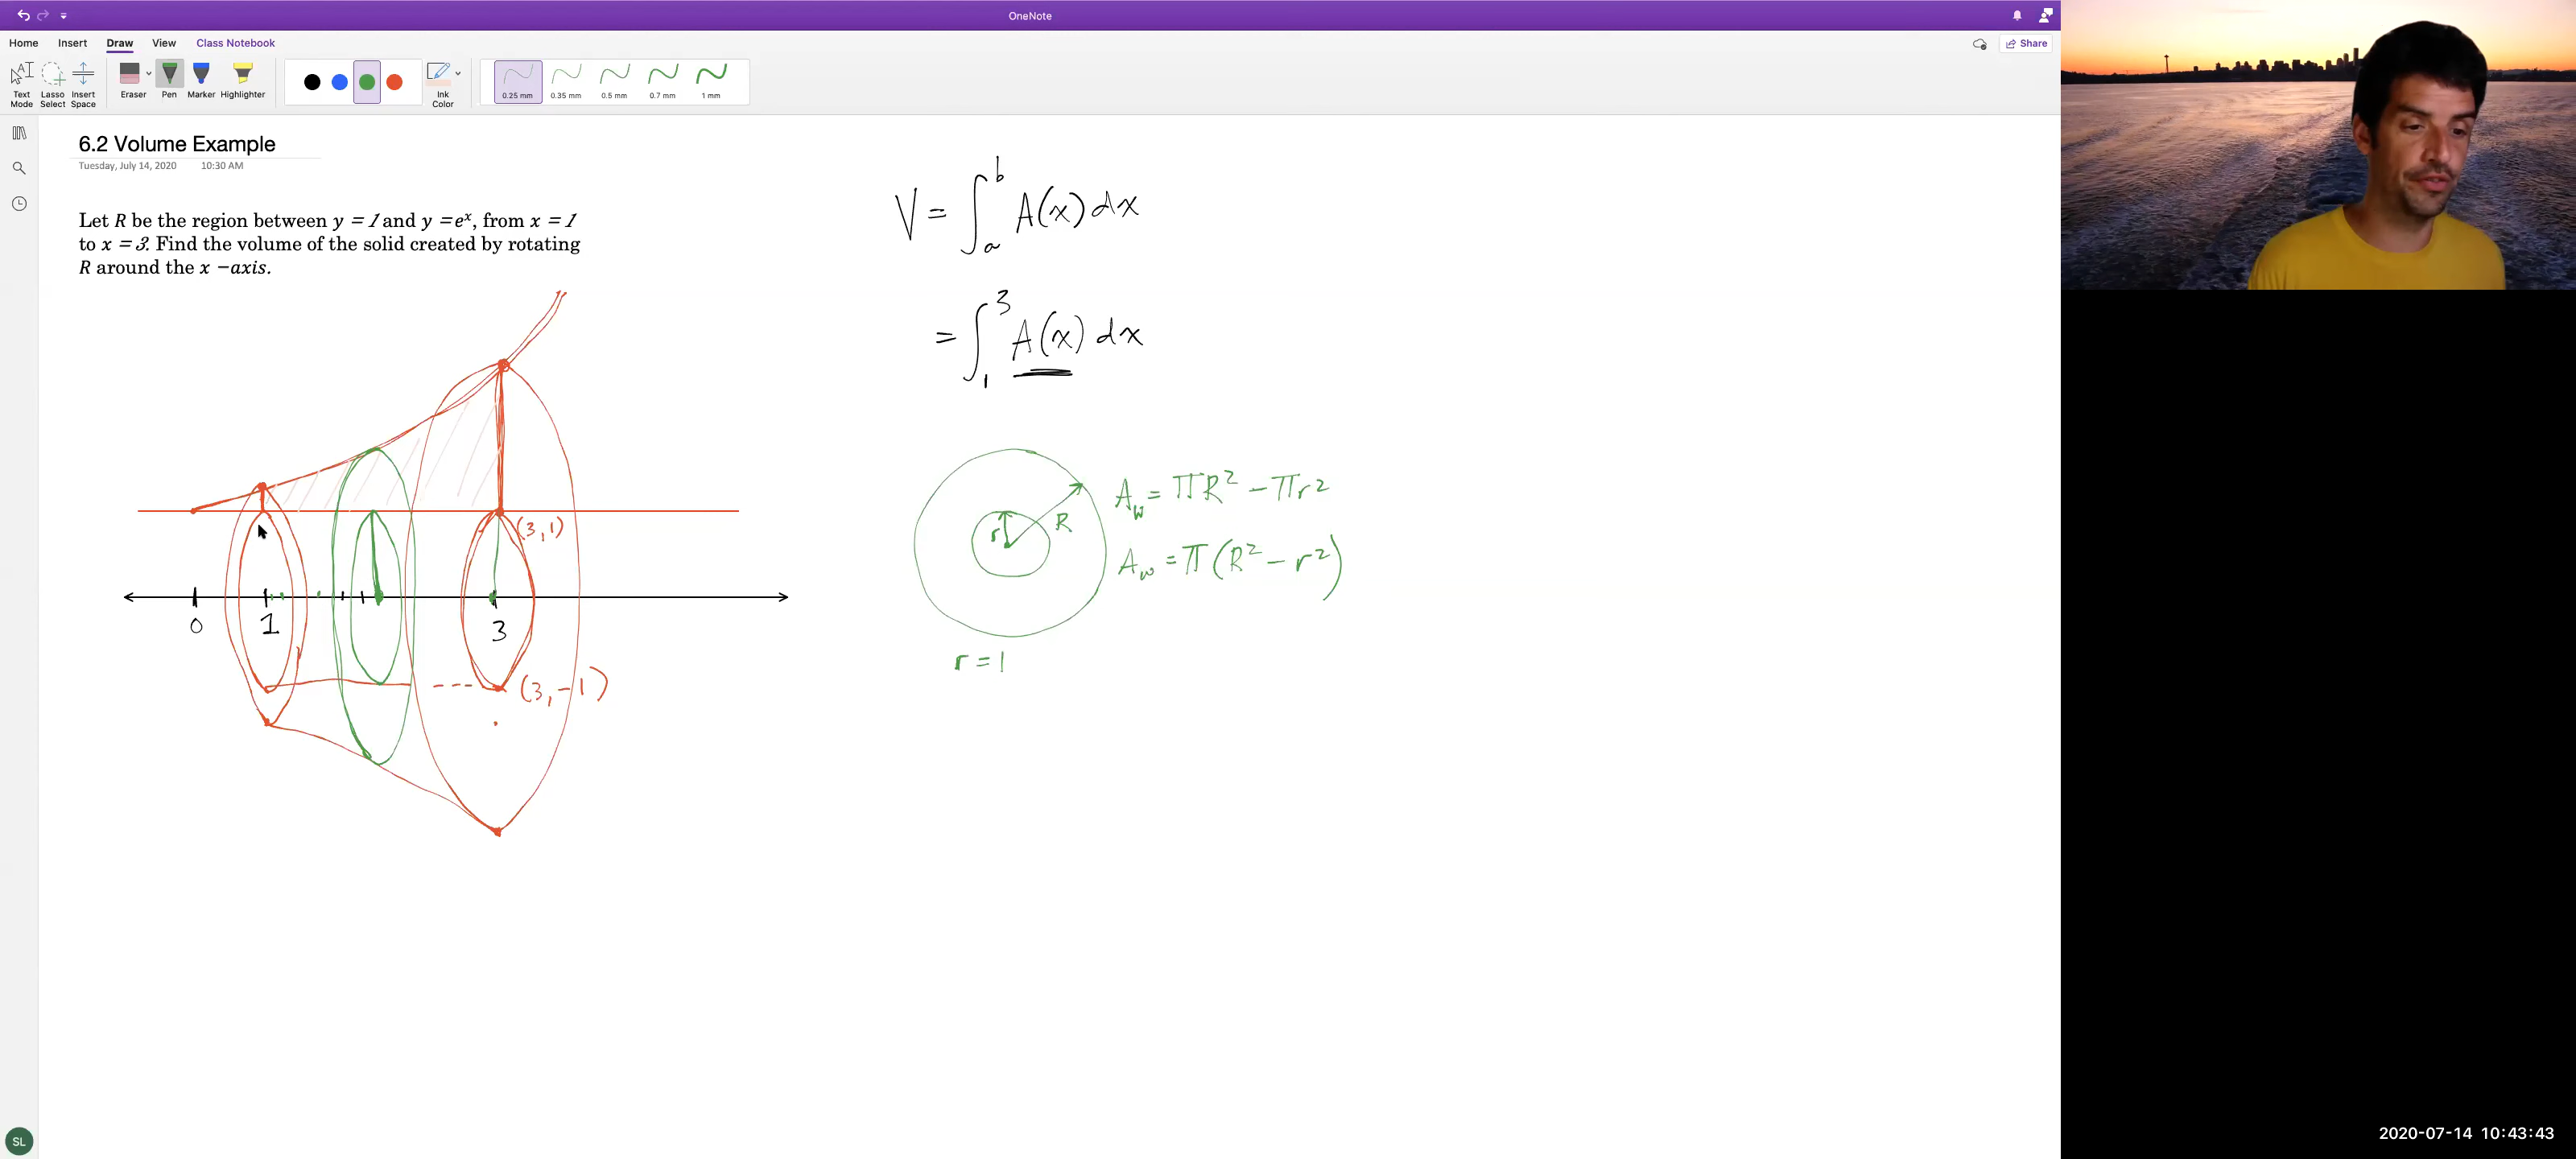 OneNote
Home Insert Draw View Class Notebook
Share
Text Mode
Lasso Select
Insert Space
Eraser
Pen
Marker
Highlighter
Ink Color
0.25 mm
0.35 mm
0.5 mm
0.7 mm
1 mm
6.2 Volume Example
Tuesday, July 14, 2020 10:30 AM
Let R be the region between y = 1 and y = eˣ, from x = 1
to x = 3. Find the volume of the solid created by rotating
R around the x − axis.
V = ∫ₐᵇ A(x) dx
= ∫₁³ A(x) dx
(3, 1)
0 1 3
(3, -1)
r R
A_w = πR² − πr²
A_w = π(R² − r²)
r = 1
SL
2020-07-14 10:43:43